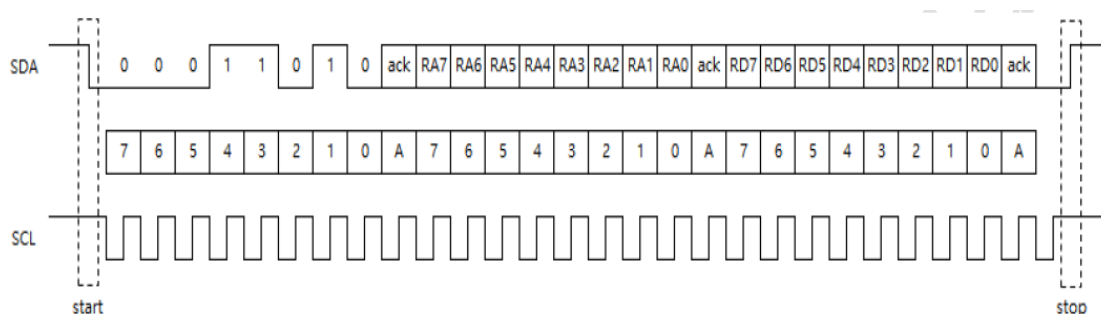 SDA 0 0 0 1 1 0 1 0 ack RA7 RA6 RA5 RA4 RA3 RA2 RA1 RA0 ack RD7 RD6 RD5 RD4 RD3 RD2 RD1 RD0 ack
7 6 5 4 3 2 1 0 A 7 6 5 4 3 2 1 0 A 7 6 5 4 3 2 1 0 A
SCL
start stop